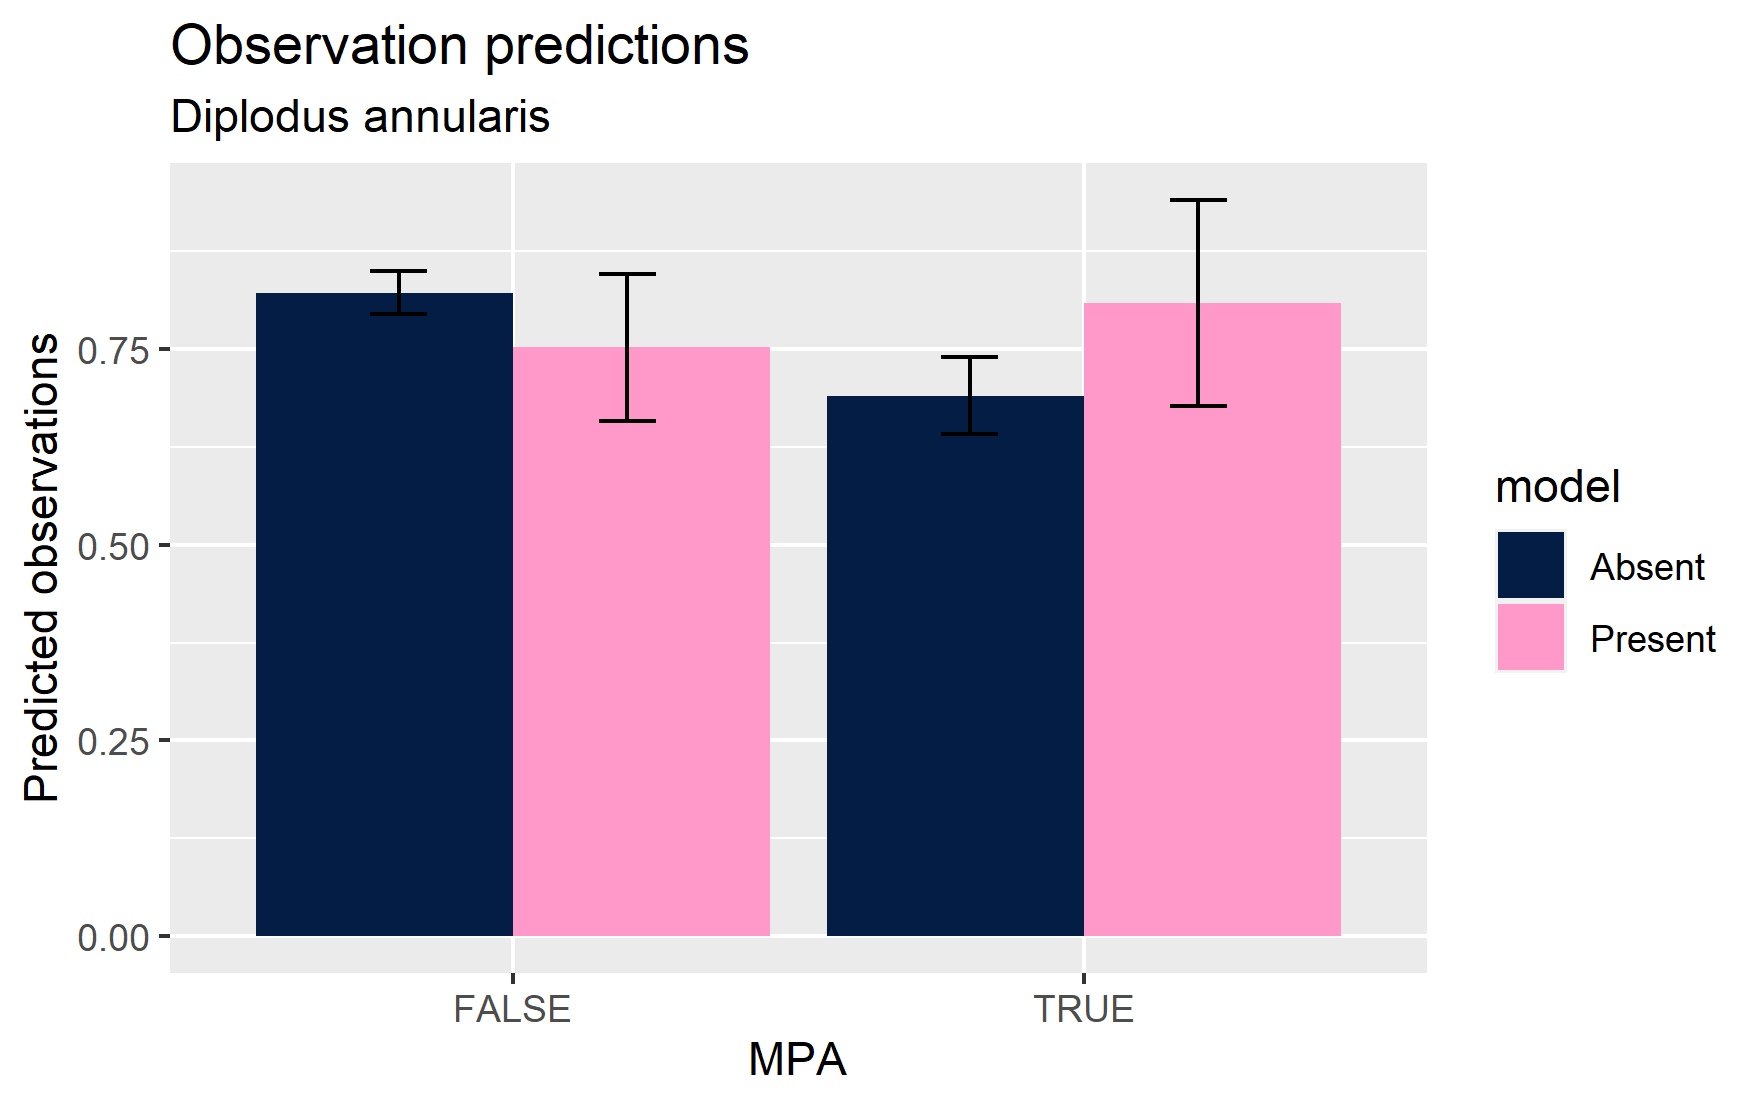 Observation predictions
Diplodus annularis
Predicted observations
0.75
0.50
0.25
0.00
FALSE
TRUE
MPA
model
Absent
Present